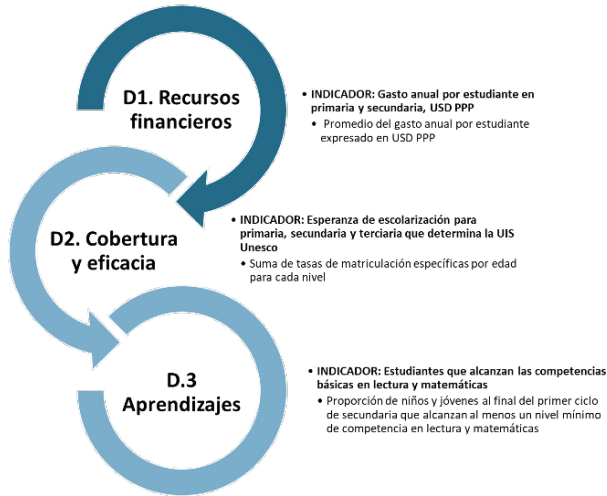 D1. Recursos
financieros
• INDICADOR: Gasto anual por estudiante en
primaria y secundaria, USD PPP
• Promedio del gasto anual por estudiante
expresado en USD PPP
D2. Cobertura
y eficacia
• INDICADOR: Esperanza de escolarización para
primaria, secundaria y terciaria que determina la UIS
Unesco
• Suma de tasas de matriculación específicas por edad
para cada nivel
D.3
Aprendizajes
• INDICADOR: Estudiantes que alcanzan las competencias
básicas en lectura y matemáticas
• Proporción de niños y jóvenes al final del primer ciclo
de secundaria que alcanzan al menos un nivel mínimo
de competencia en lectura y matemáticas